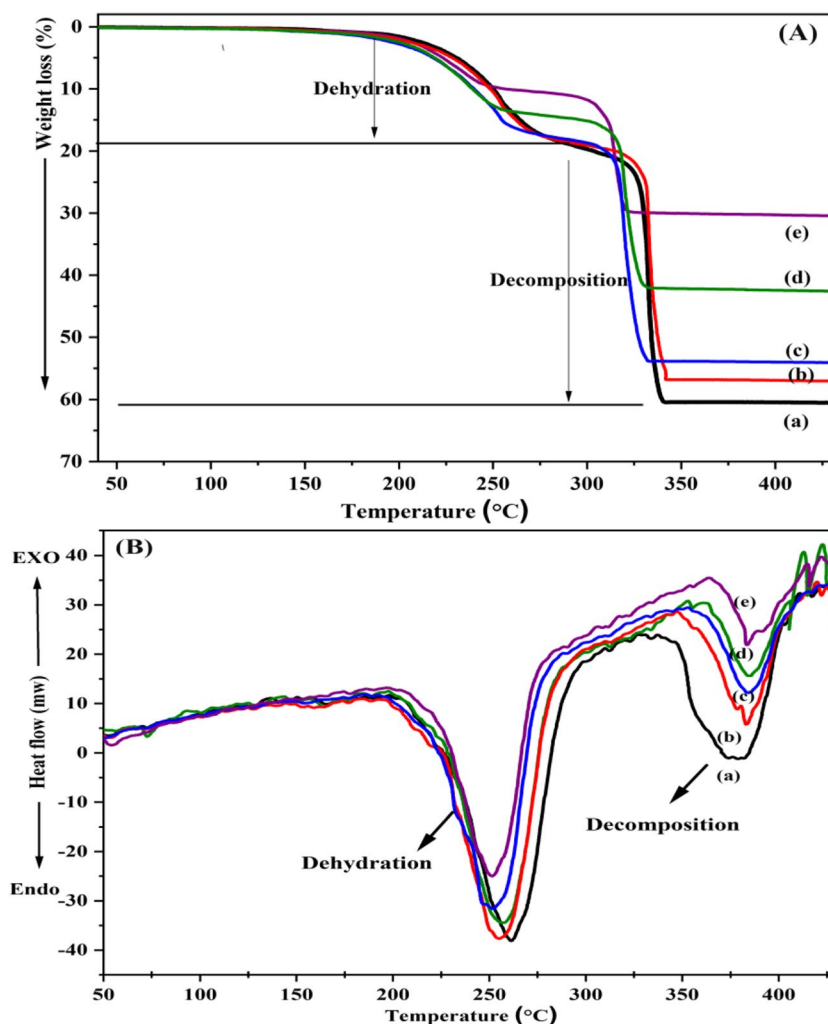 (A)
Weight loss (%)
0
10
20
30
40
50
60
70
Dehydration
Decomposition
(e)
(d)
(c)
(b)
(a)
50
100
150
200
250
300
350
400
Temperature (°C)
(B)
EXO
Heat flow (mw)
Endo
40
30
20
10
0
-10
-20
-30
-40
(e)
(d)
(c)
(b)
(a)
Dehydration
Decomposition
50
100
150
200
250
300
350
400
Temperature (°C)